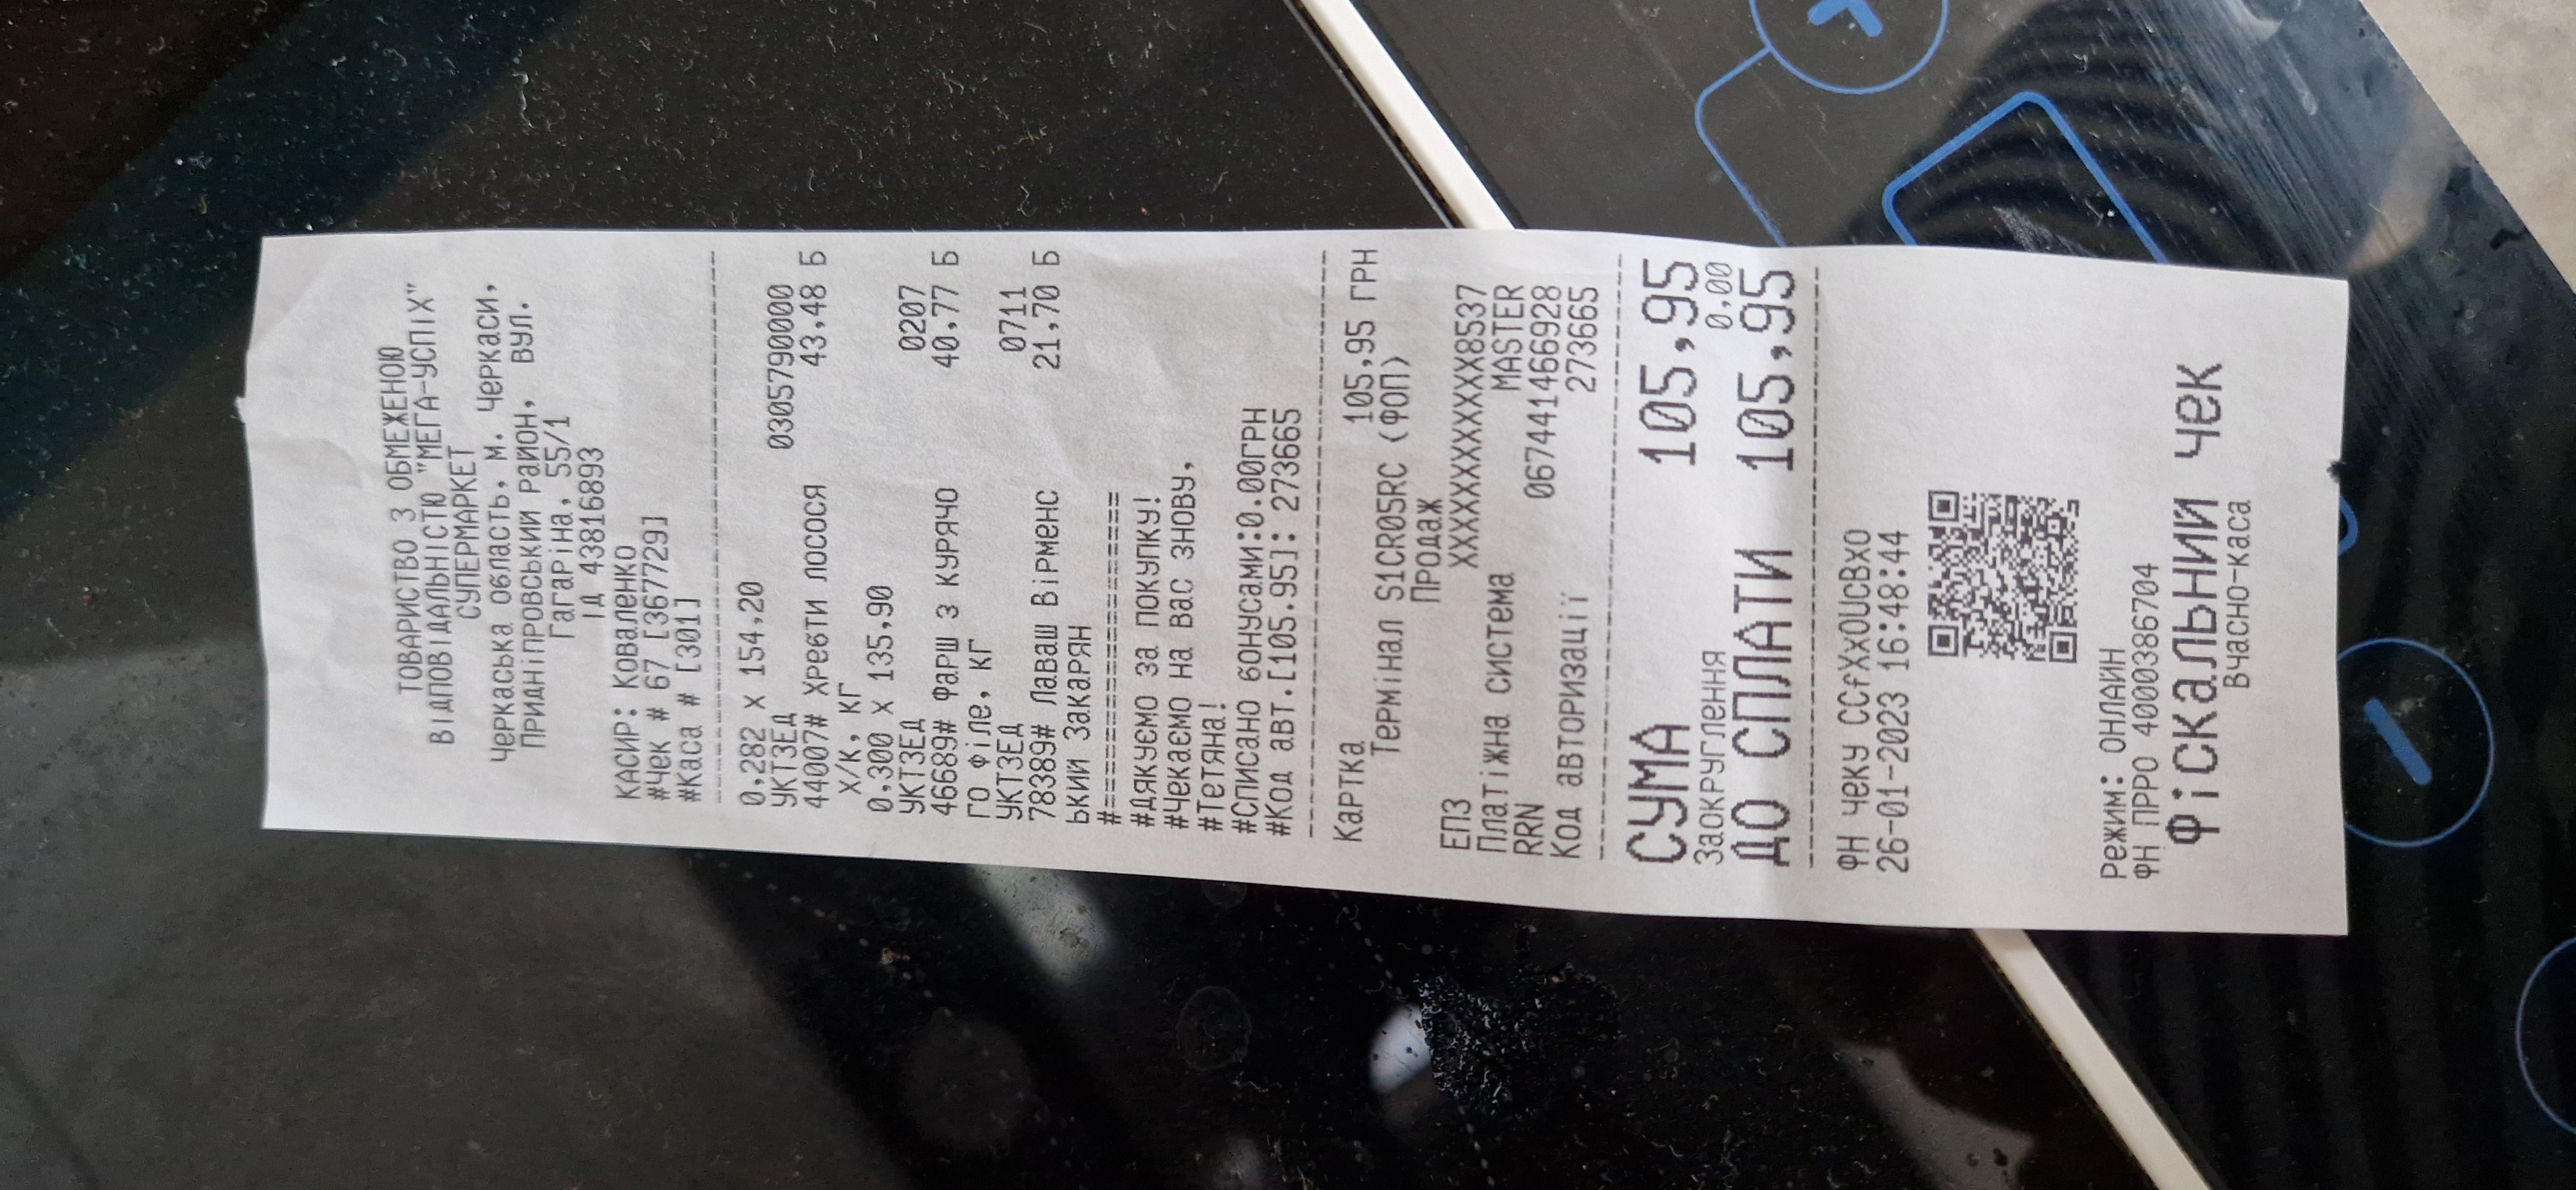 ТОВАРИСТВО З ОБМЕЖЕНОЮ
ВІДПОВІДАЛЬНІСТЮ "МЕГА-УСПІХ"
СУПЕРМАРКЕТ
Черкаська область, м. Черкаси,
Придніпровський район, вул.
Гагаріна, 55/1
ІД 43816893
КАСИР: Коваленко
#Чек # 67 [3677729]
#Каса # [301]
0,282 X 154,20
УКТЗЕД 0305790000
44007# Хребти лосося 43,48 Б
Х/К, кг
0,300 X 135,90
УКТЗЕД 0207
46689# Фарш з курячо 40,77 Б
го філе, кг
УКТЗЕД 0711
78389# Лаваш Вірменс 21,70 Б
ький Закарян
#====================
#Дякуємо за покупку!
#Чекаємо на Вас знову,
#Тетяна!
#Списано бонусами:0.00ГРН
#Код авт.[105.95]: 273665
Картка 105,95 ГРН
Термінал S1CR05RC (ФОП)
Продаж
ЕПЗ XXXXXXXXXXXX8537
Платіжна система MASTER
RRN 067441466928
Код авторизації 273665
СУМА 105,95
Заокруглення 0,00
ДО СПЛАТИ 105,95
ФН чеку CCfXxOUcBxO
26-01-2023 16:48:44
Режим: ОНЛАЙН
ФН ПРРО 4000386704
Фіскальний чек
Вчасно-каса